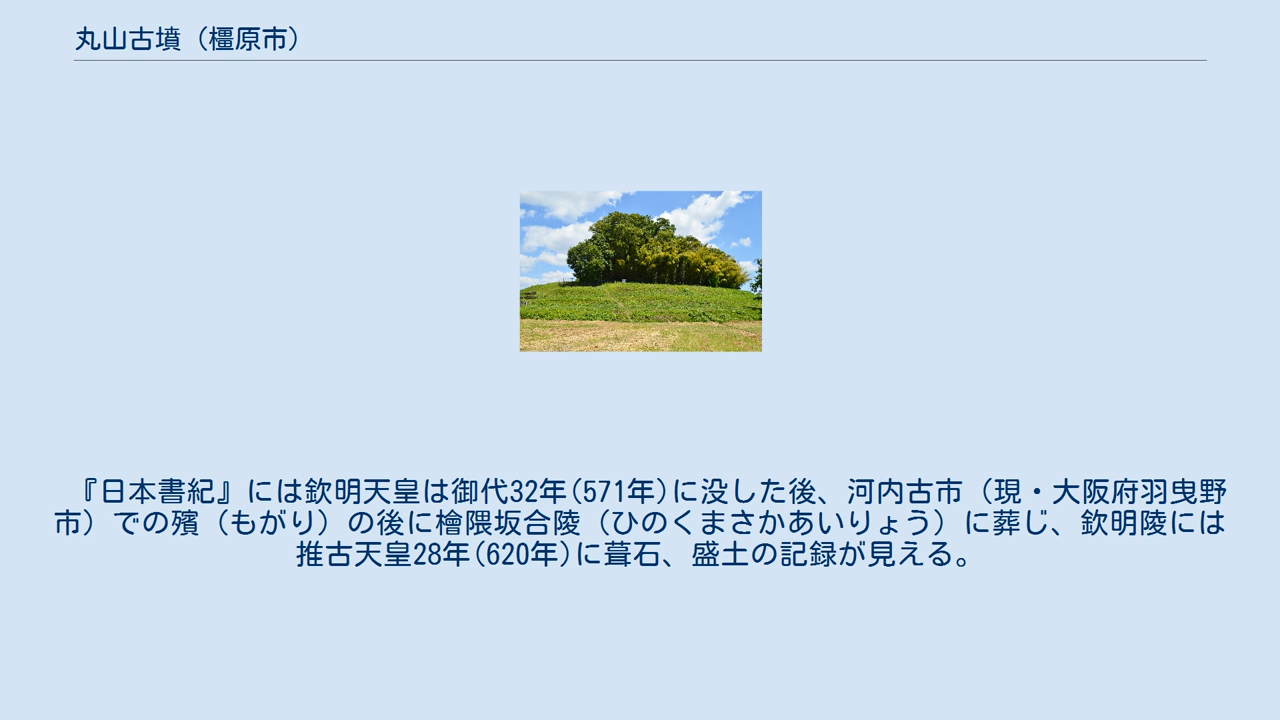 丸山古墳（橿原市）
『日本書紀』には欽明天皇は御代32年(571年)に没した後、河内古市（現・大阪府羽曳野
市）での殯（もがり）の後に檜隈坂合陵（ひのくまさかあいりょう）に葬じ、欽明陵には
推古天皇28年(620年)に葺石、盛土の記録が見える。